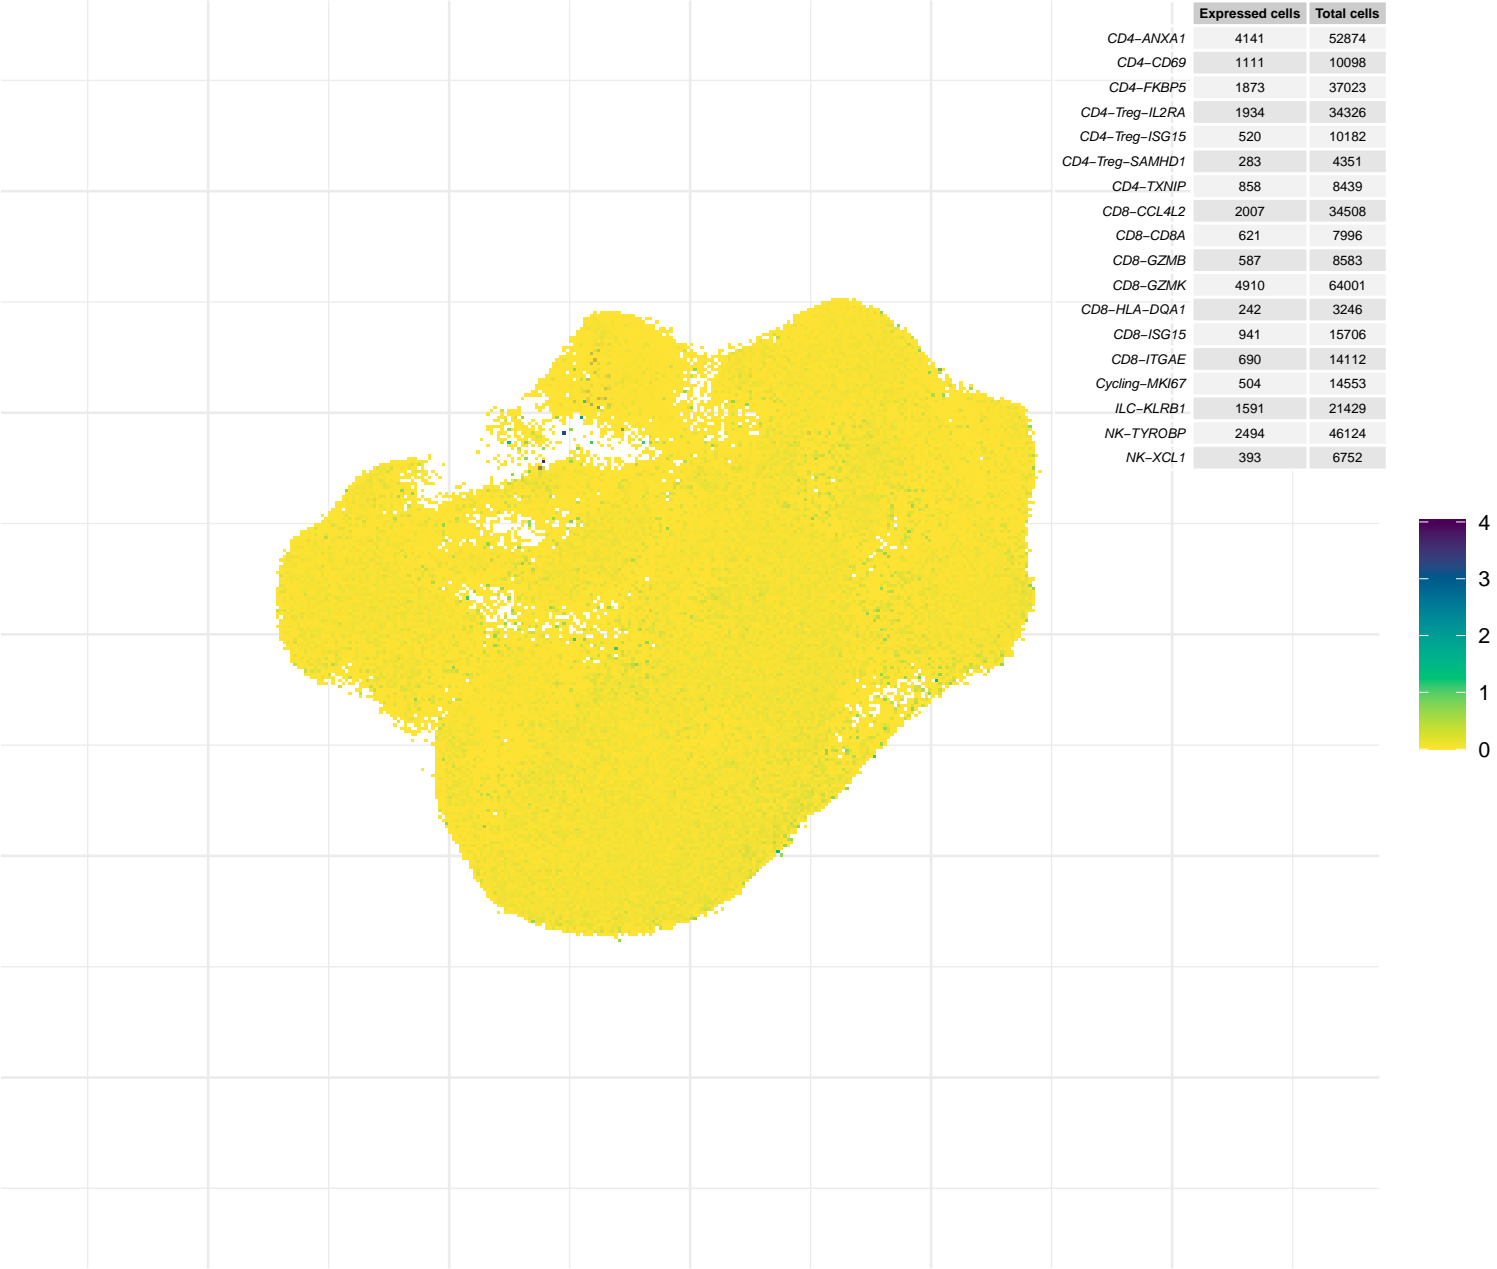 Expressed cells Total cells
CD4−ANXA1 4141 52874
CD4−CD69 1111 10098
CD4−FKBP5 1873 37023
CD4−Treg−IL2RA 1934 34326
CD4−Treg−ISG15 520 10182
CD4−Treg−SAMHD1 283 4351
CD4−TXNIP 858 8439
CD8−CCL4L2 2007 34508
CD8−CD8A 621 7996
CD8−GZMB 587 8583
CD8−GZMK 4910 64001
CD8−HLA−DQA1 242 3246
CD8−ISG15 941 15706
CD8−ITGAE 690 14112
Cycling−MKI67 504 14553
ILC−KLRB1 1591 21429
NK−TYROBP 2494 46124
NK−XCL1 393 6752
4
3
2
1
0